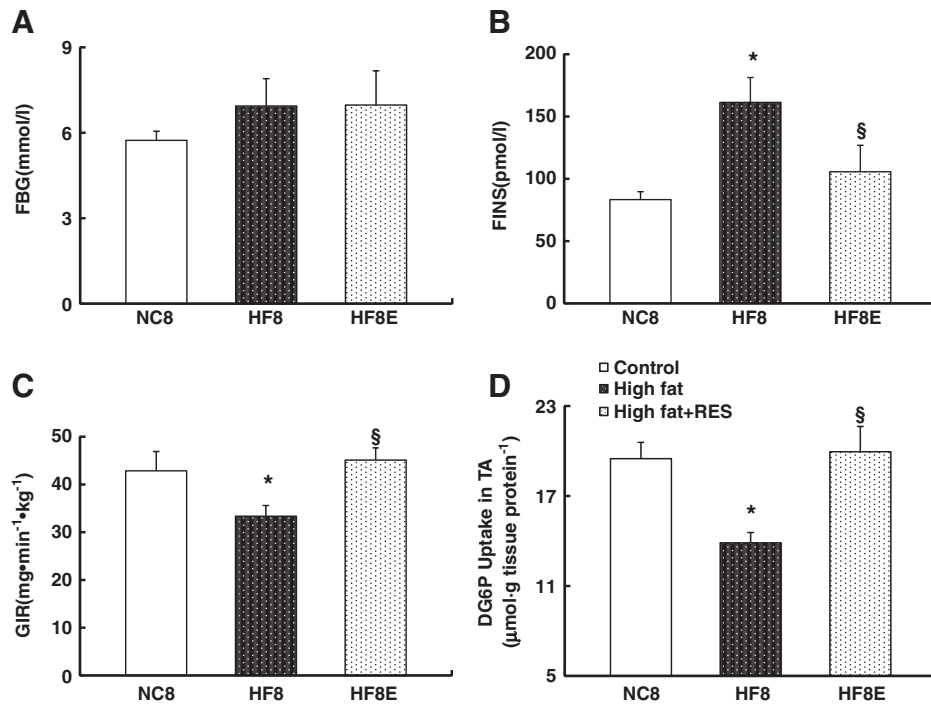 A
FBG(mmol/l)
9
6
3
0
NC8 HF8 HF8E
B
FINS(pmol/l)
200
150
100
50
0
*
§
NC8 HF8 HF8E
C
GIR(mg•min⁻¹•kg⁻¹)
50
40
30
20
10
0
*
§
NC8 HF8 HF8E
Control
High fat
High fat+RES
D
DG6P Uptake in TA
(μmol·g tissue protein⁻¹)
23
17
11
5
*
§
NC8 HF8 HF8E